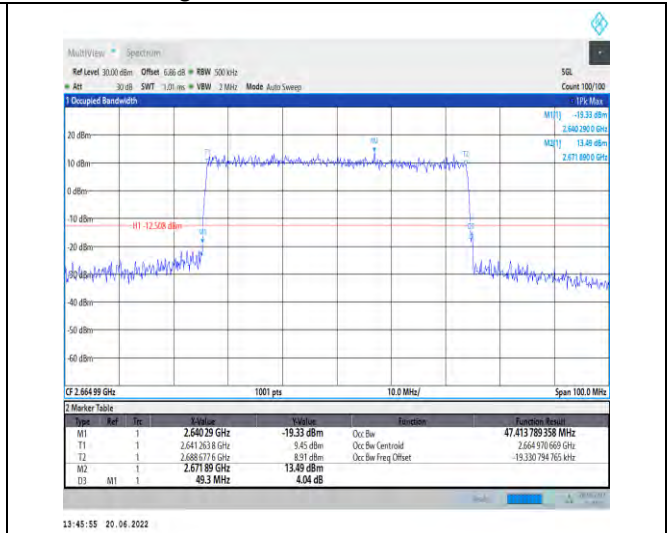 MultiView Spectrum
Ref Level 30.00 dBm Offset 6.86 dB RBW 500 kHz SGL
Att 30 dB SWT 1.01 ms VBW 2 MHz Mode Auto Sweep Count 100/100
1 Occupied Bandwidth 1Pk Max
M1[1] -19.33 dBm
2.640 290 0 GHz
M2[1] 13.49 dBm
2.671 890 0 GHz
20 dBm
M2
T1
T2
10 dBm
0 dBm
-10 dBm
H1 -12.508 dBm
M1
D3
-20 dBm
-30 dBm
-40 dBm
-50 dBm
-60 dBm
CF 2.664 99 GHz 1001 pts 10.0 MHz/ Span 100.0 MHz
2 Marker Table
Type Ref Trc X-Value Y-Value Function Function Result
M1 1 2.640 29 GHz -19.33 dBm Occ Bw 47.413 789 358 MHz
T1 1 2.641 263 8 GHz 9.45 dBm Occ Bw Centroid 2.664 970 669 GHz
T2 1 2.688 677 6 GHz 8.91 dBm Occ Bw Freq Offset -19.330 794 765 kHz
M2 1 2.671 89 GHz 13.49 dBm
D3 M1 1 49.3 MHz 4.04 dB
13:45:55 20.06.2022